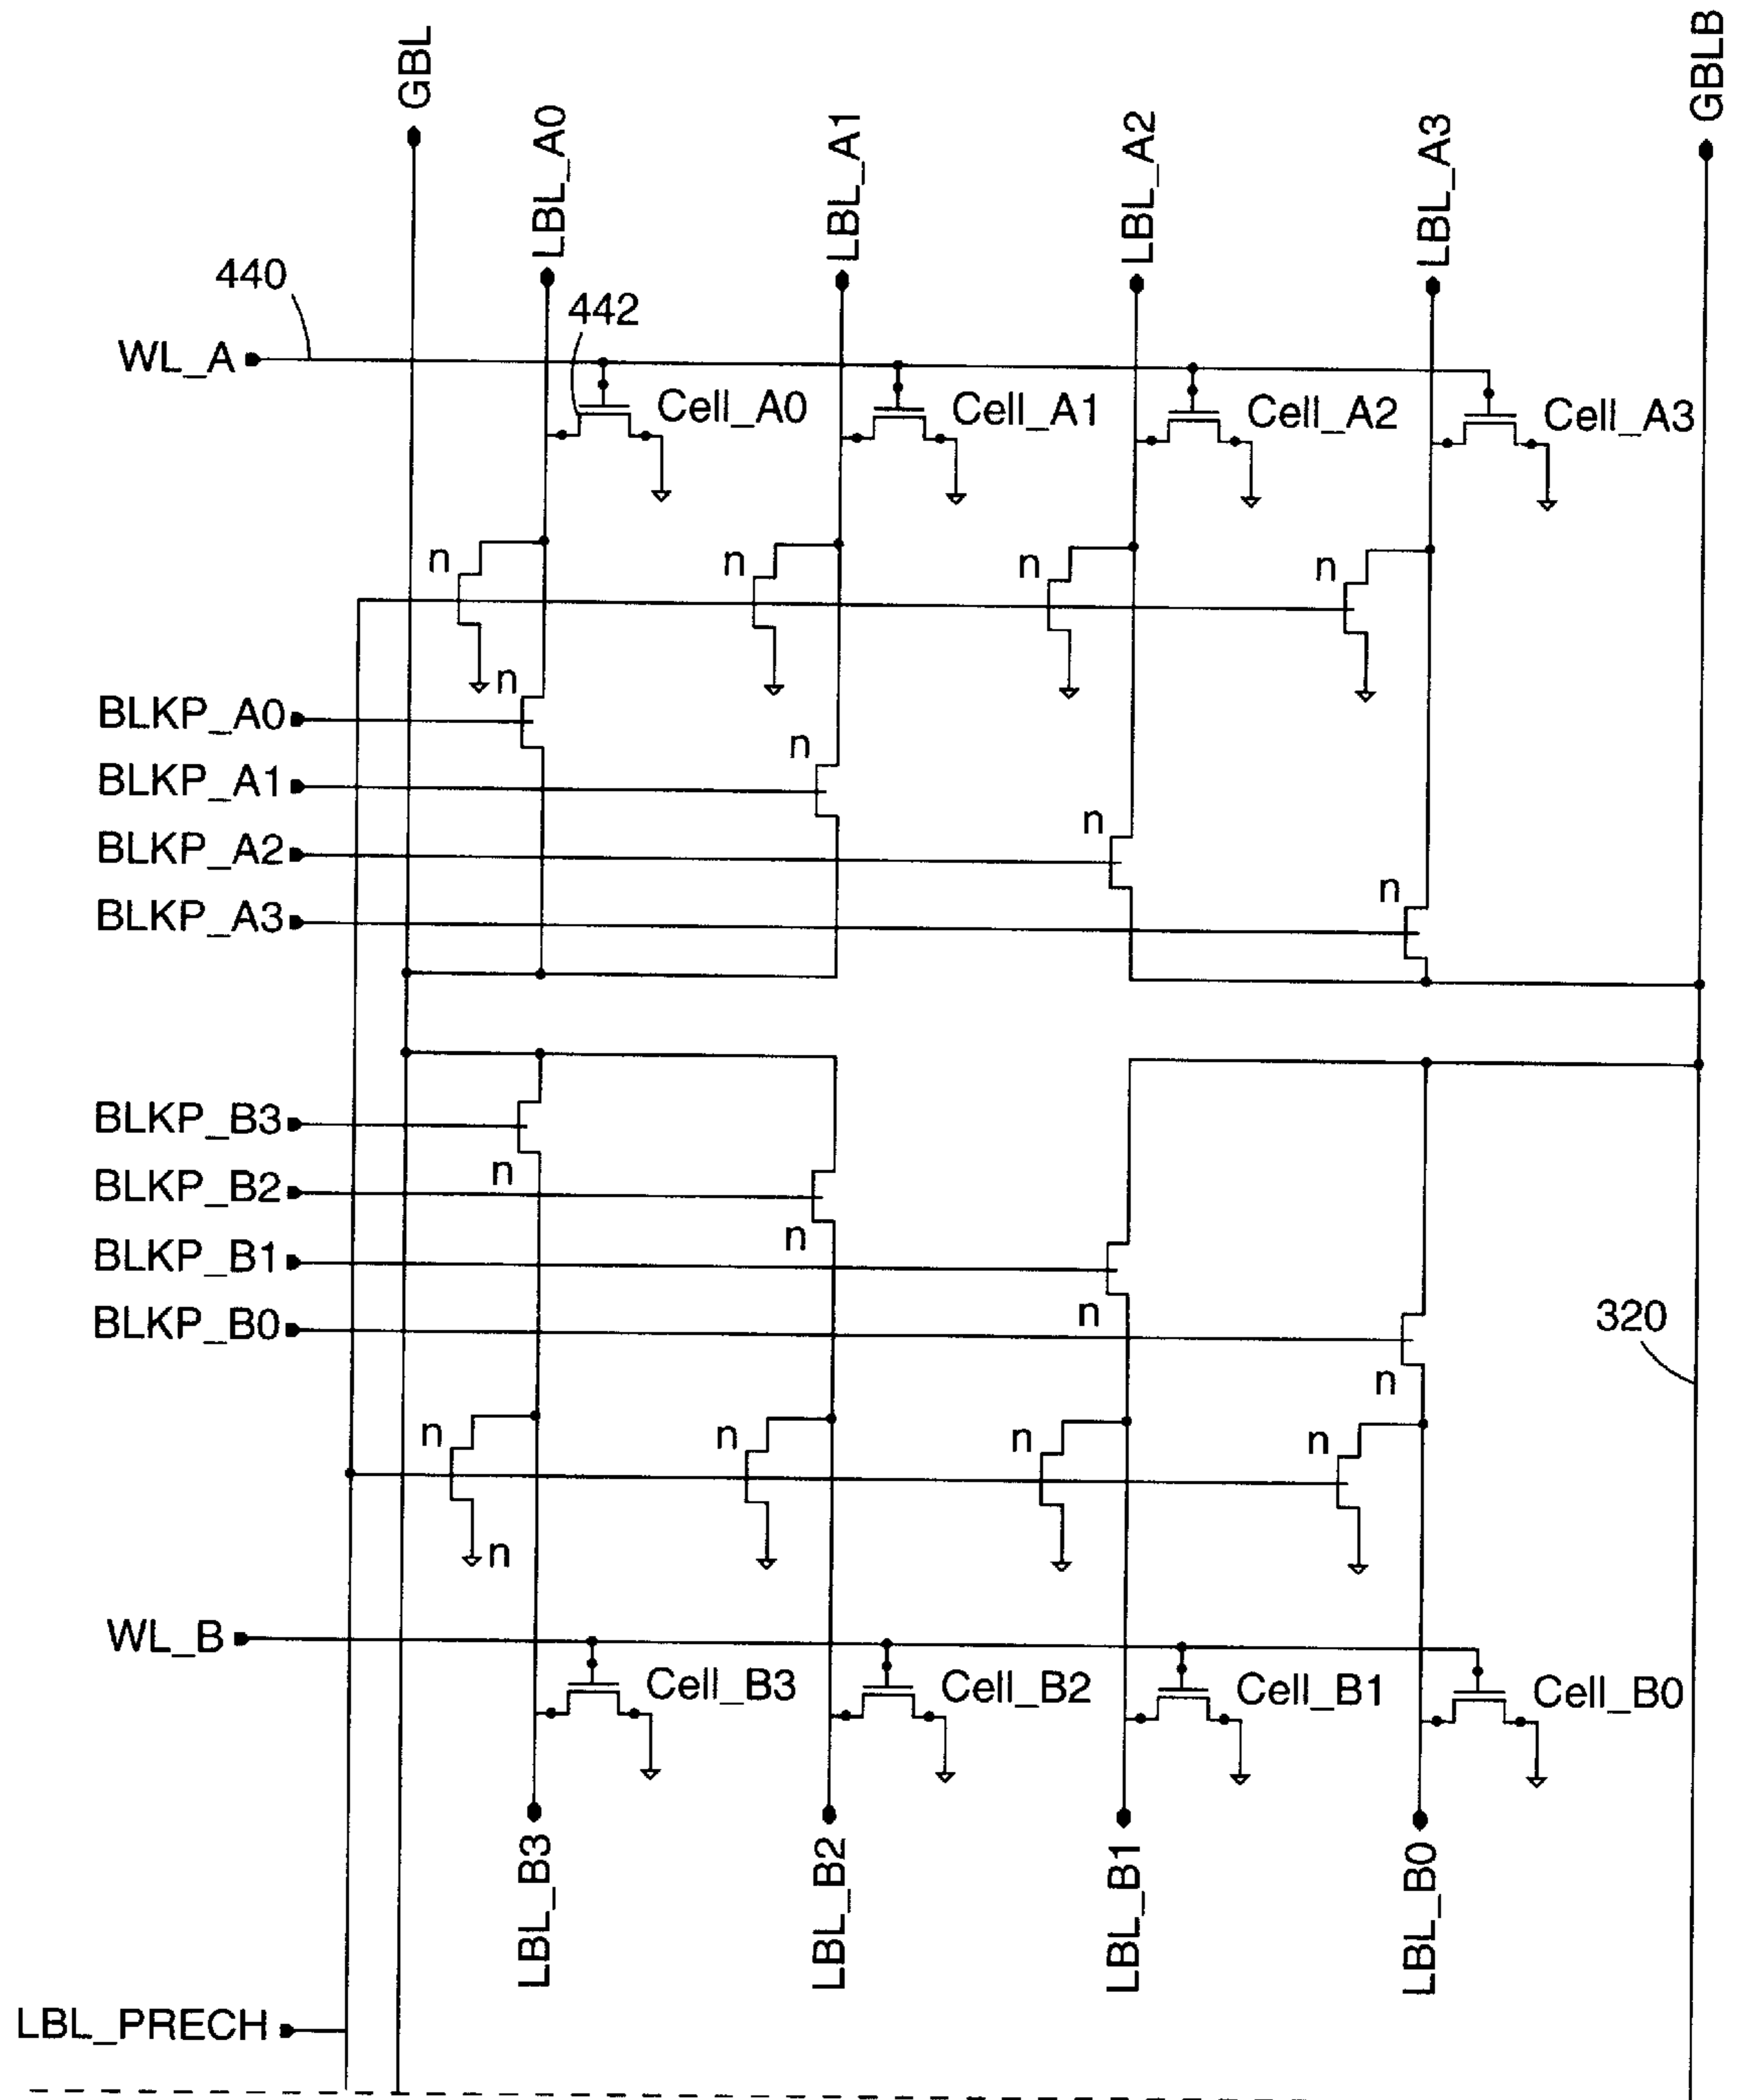 GBL
GBLB
LBL_A0
LBL_A1
LBL_A2
LBL_A3
440
442
WL_A
Cell_A0
Cell_A1
Cell_A2
Cell_A3
n
n
n
n
n
BLKP_A0
n
BLKP_A1
n
BLKP_A2
n
BLKP_A3
BLKP_B3
n
BLKP_B2
n
BLKP_B1
n
BLKP_B0
320
n
n
n
n
n
n
WL_B
Cell_B3
Cell_B2
Cell_B1
Cell_B0
LBL_B3
LBL_B2
LBL_B1
LBL_B0
LBL_PRECH